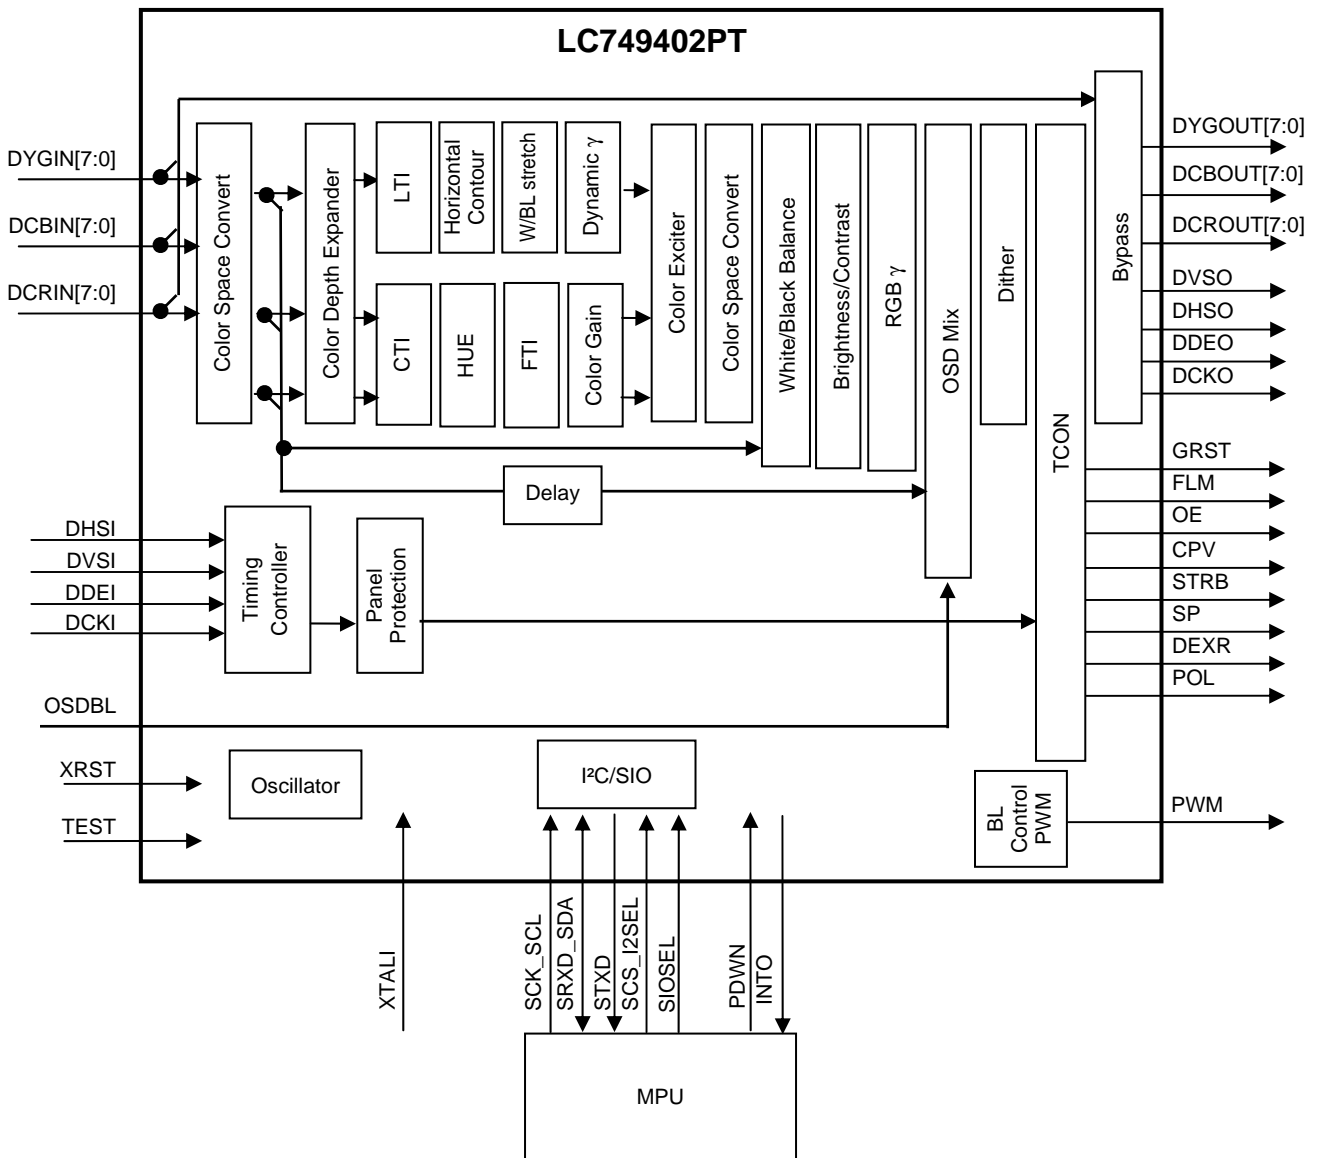 LC749402PT
DYGIN[7:0]
DCBIN[7:0]
DCRIN[7:0]
Color Space Convert
Color Depth Expander
LTI
Horizontal
Contour
W/BL stretch
Dynamic γ
CTI
HUE
FTI
Color Gain
Color Exciter
Color Space Convert
White/Black Balance
Brightness/Contrast
RGB γ
OSD Mix
Dither
TCON
Bypass
DYGOUT[7:0]
DCBOUT[7:0]
DCROUT[7:0]
DVSO
DHSO
DDEO
DCKO
GRST
FLM
OE
CPV
STRB
SP
DEXR
POL
Delay
DHSI
DVSI
DDEI
DCKI
Timing
Controller
Panel
Protection
OSDBL
XRST
TEST
Oscillator
I²C/SIO
BL
Control
PWM
PWM
XTALI
SCK_SCL
SRXD_SDA
STXD
SCS_I2SEL
SIOSEL
PDWN
INTO
MPU